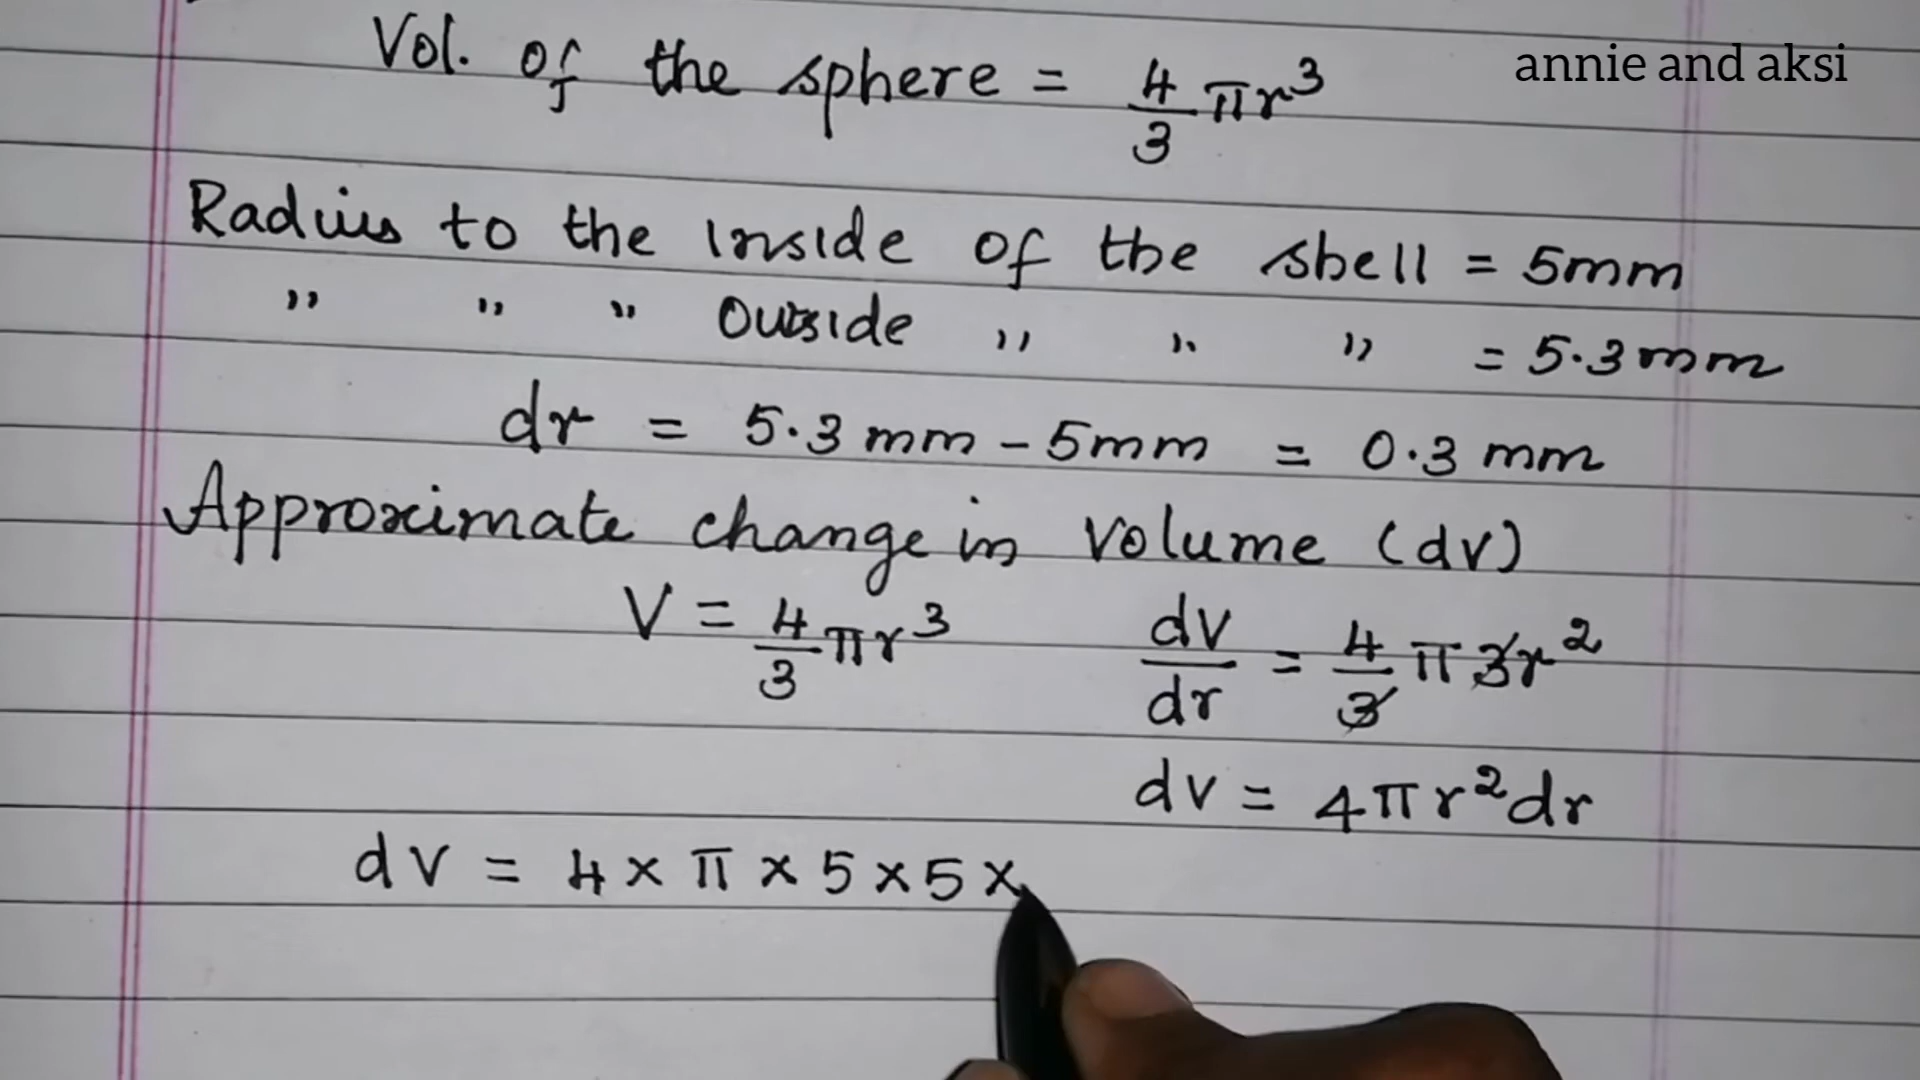 annie and aksi
Vol. of the sphere = 4/3 πr³
Radius to the inside of the shell = 5mm
" " " Outside " " " = 5.3mm
dr = 5.3 mm - 5mm = 0.3 mm
Approximate change in Volume (dv)
V = 4/3 πr³ dV/dr = 4/3 π3r²
dv = 4πr²dr
dv = 4 × π × 5 × 5 ×